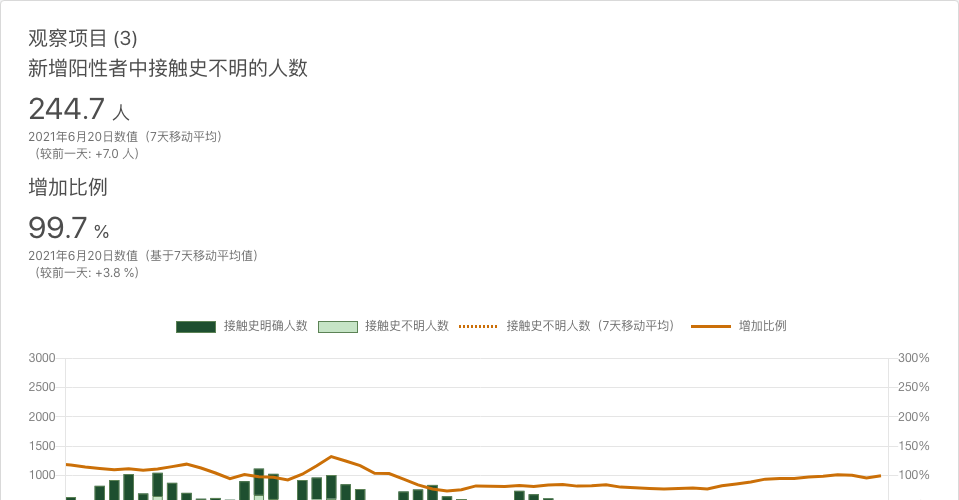 观察项目 (3)
新增阳性者中接触史不明的人数
244.7 人
2021年6月20日数值（7天移动平均）
（较前一天: +7.0 人）
增加比例
99.7 %
2021年6月20日数值（基于7天移动平均值）
（较前一天: +3.8 %）
接触史明确人数 接触史不明人数 接触史不明人数（7天移动平均） 增加比例
3000 300%
2500 250%
2000 200%
1500 150%
1000 100%